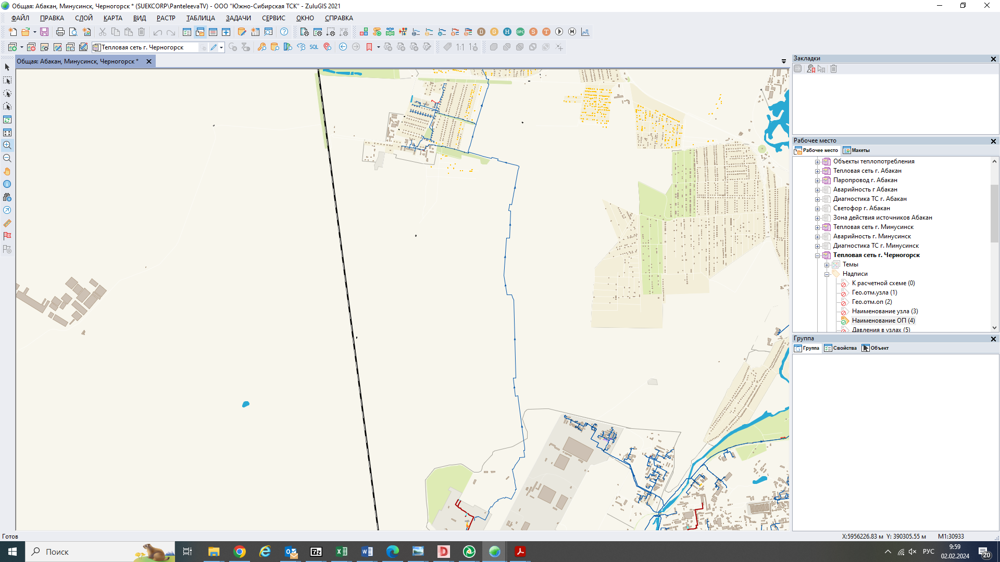 Общая: Абакан, Минусинск, Черногорск * (SUEKCORP\PanteleevaTV) - ООО "Южно-Сибирская ТСК" - ZuluGIS 2021
ФАЙЛ ПРАВКА СЛОЙ КАРТА ВИД РАСТР ТАБЛИЦА ЗАДАЧИ СЕРВИС ОКНО СПРАВКА
D G H OPC S T
Тепловая сеть г. Черногорск
SQL
1:1
Общая: Абакан, Минусинск, Черногорск *
Закладки
Рабочее место
Рабочее место Макеты
Объекты теплопотребления
Тепловая сеть г. Абакан
Паропровод г. Абакан
Аварийность г Абакан
Диагностика ТС г. Абакан
Светофор г. Абакан
Зона действия источников Абакан
Тепловая сеть г. Минусинск
Аварийность г. Минусинск
Диагностика ТС г. Минусинск
Тепловая сеть г. Черногорск
Темы
Надписи
К расчетной схеме (0)
Гео.отм.узла (1)
Гео.отм.оп (2)
Наименование узла (3)
Наименование ОП (4)
Давления в узлах (5)
Группа
Группа Свойства Объект
Готов
X:5956226.83 м Y: 390305.55 м М1:30933
Поиск
7z
РУС
9:59
02.02.2024
20